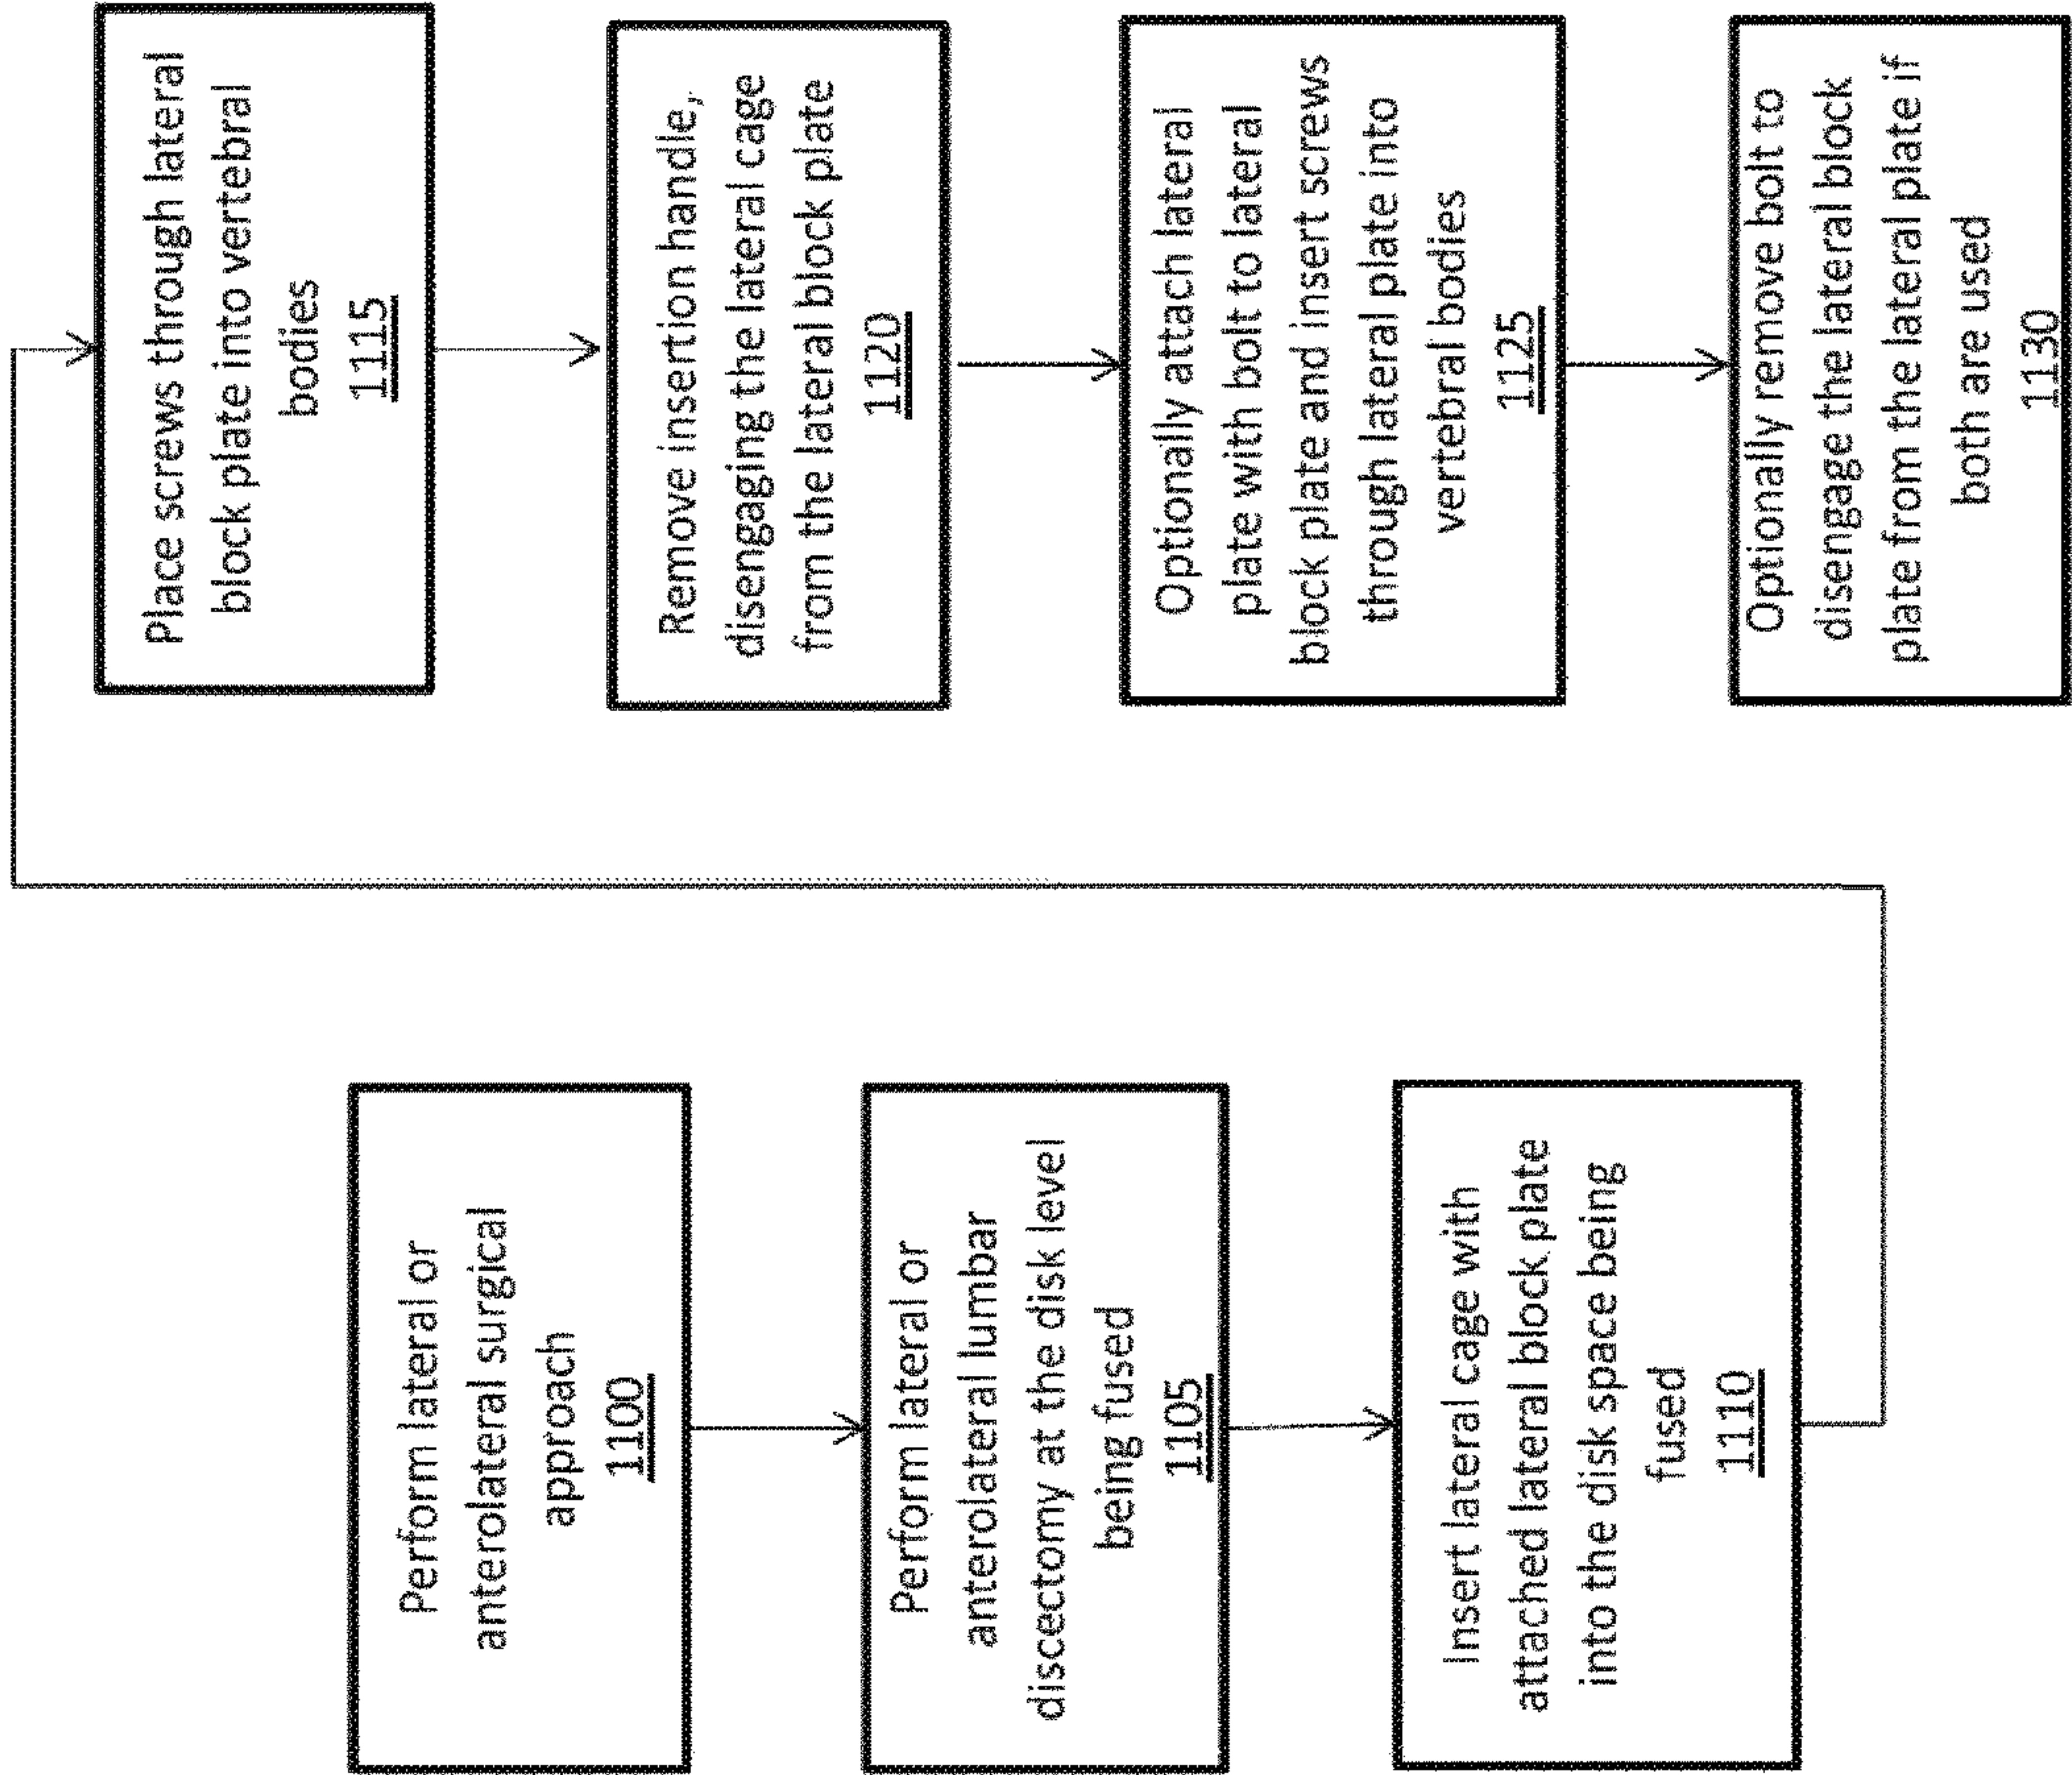 Perform lateral or
anterolateral surgical
approach
1100
Perform lateral or
anterolateral lumbar
discectomy at the disk level
being fused
1105
Insert lateral cage with
attached lateral block plate
into the disk space being
fused
1110
Place screws through lateral
block plate into vertebral
bodies
1115
Remove insertion handle,
disengaging the lateral cage
from the lateral block plate
1120
Optionally attach lateral
plate with bolt to lateral
block plate and insert screws
through lateral plate into
vertebral bodies
1125
Optionally remove bolt to
disengage the lateral block
plate from the lateral plate if
both are used
1130